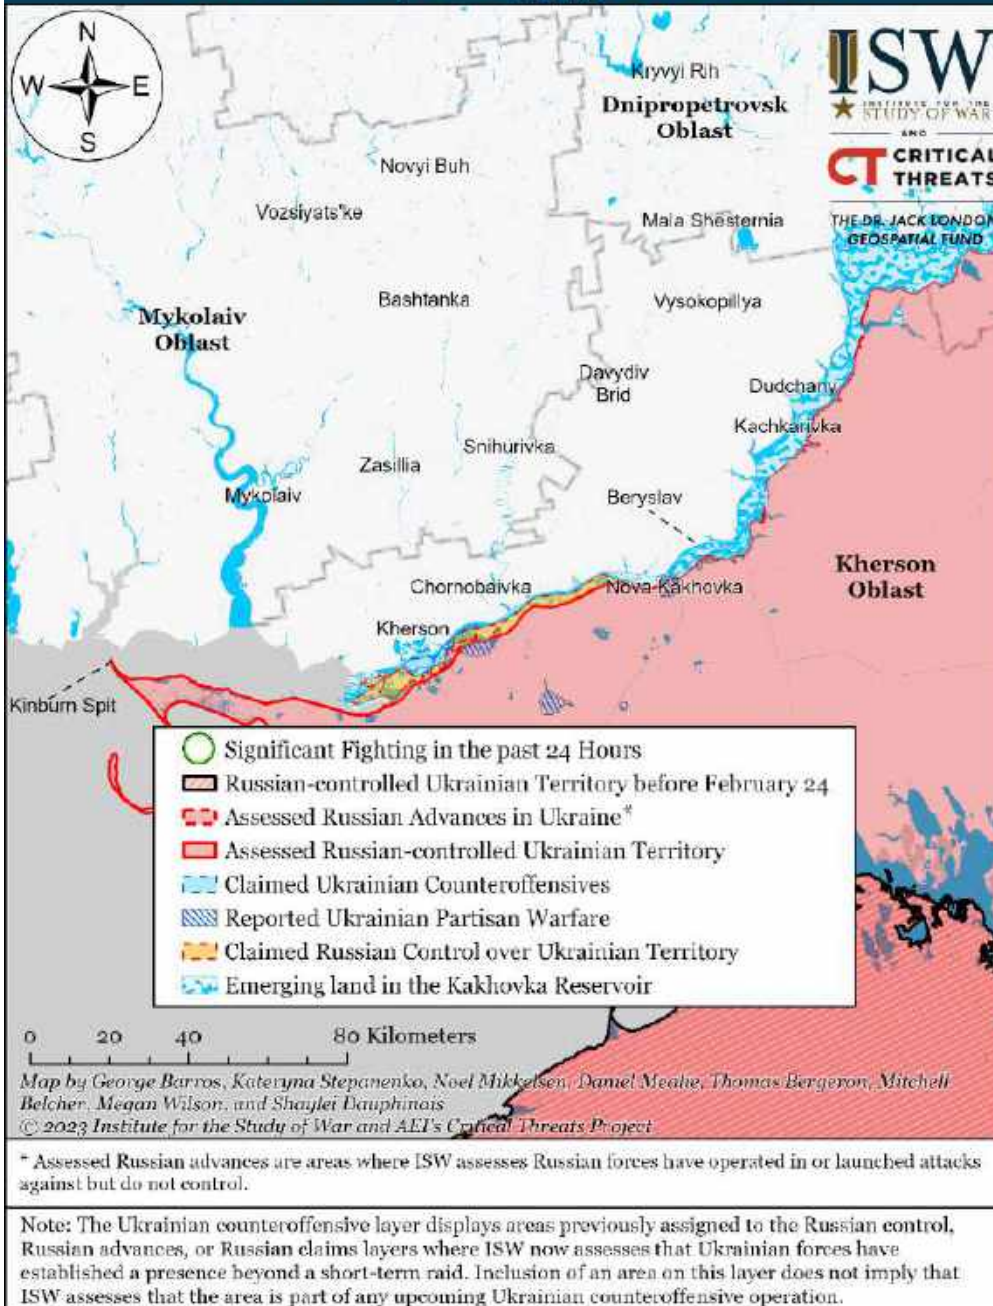 N
W E
S
ISW
INSTITUTE FOR THE
STUDY OF WAR
AND
CT CRITICAL
THREATS
THE DR. JACK LONDON
GEOSPATIAL FUND
Kryvyi Rih
Dnipropetrovsk
Oblast
Novyi Buh
Vozsiyats'ke
Mala Shesternia
Bashtanka
Vysokopillya
Mykolaiv
Oblast
Davydiv
Brid
Dudchany
Kachkarivka
Snihurivka
Zasillia
Mykolaiv
Beryslav
Kherson
Oblast
Chornobaivka
Nova Kakhovka
Kherson
Kinburn Spit
Significant Fighting in the past 24 Hours
Russian-controlled Ukrainian Territory before February 24
Assessed Russian Advances in Ukraine*
Assessed Russian-controlled Ukrainian Territory
Claimed Ukrainian Counteroffensives
Reported Ukrainian Partisan Warfare
Claimed Russian Control over Ukrainian Territory
Emerging land in the Kakhovka Reservoir
0 20 40 80 Kilometers
Map by George Barros, Kateryna Stepanenko, Noel Mikkelsen, Daniel Mealie, Thomas Bergeron, Mitchell
Belcher, Megan Wilson, and Shaylei Dauphinais
© 2023 Institute for the Study of War and AEI's Critical Threats Project
* Assessed Russian advances are areas where ISW assesses Russian forces have operated in or launched attacks
against but do not control.
Note: The Ukrainian counteroffensive layer displays areas previously assigned to the Russian control,
Russian advances, or Russian claims layers where ISW now assesses that Ukrainian forces have
established a presence beyond a short-term raid. Inclusion of an area on this layer does not imply that
ISW assesses that the area is part of any upcoming Ukrainian counteroffensive operation.